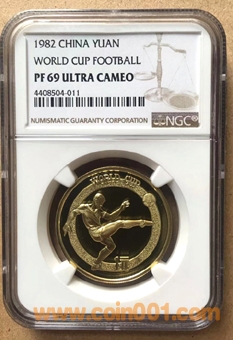 1982 CHINA YUAN
WORLD CUP FOOTBALL
PF 69 ULTRA CAMEO
4408504-011
NUMISMATIC GUARANTY CORPORATION
NGC®
WORLD CUP
www.coin001.com